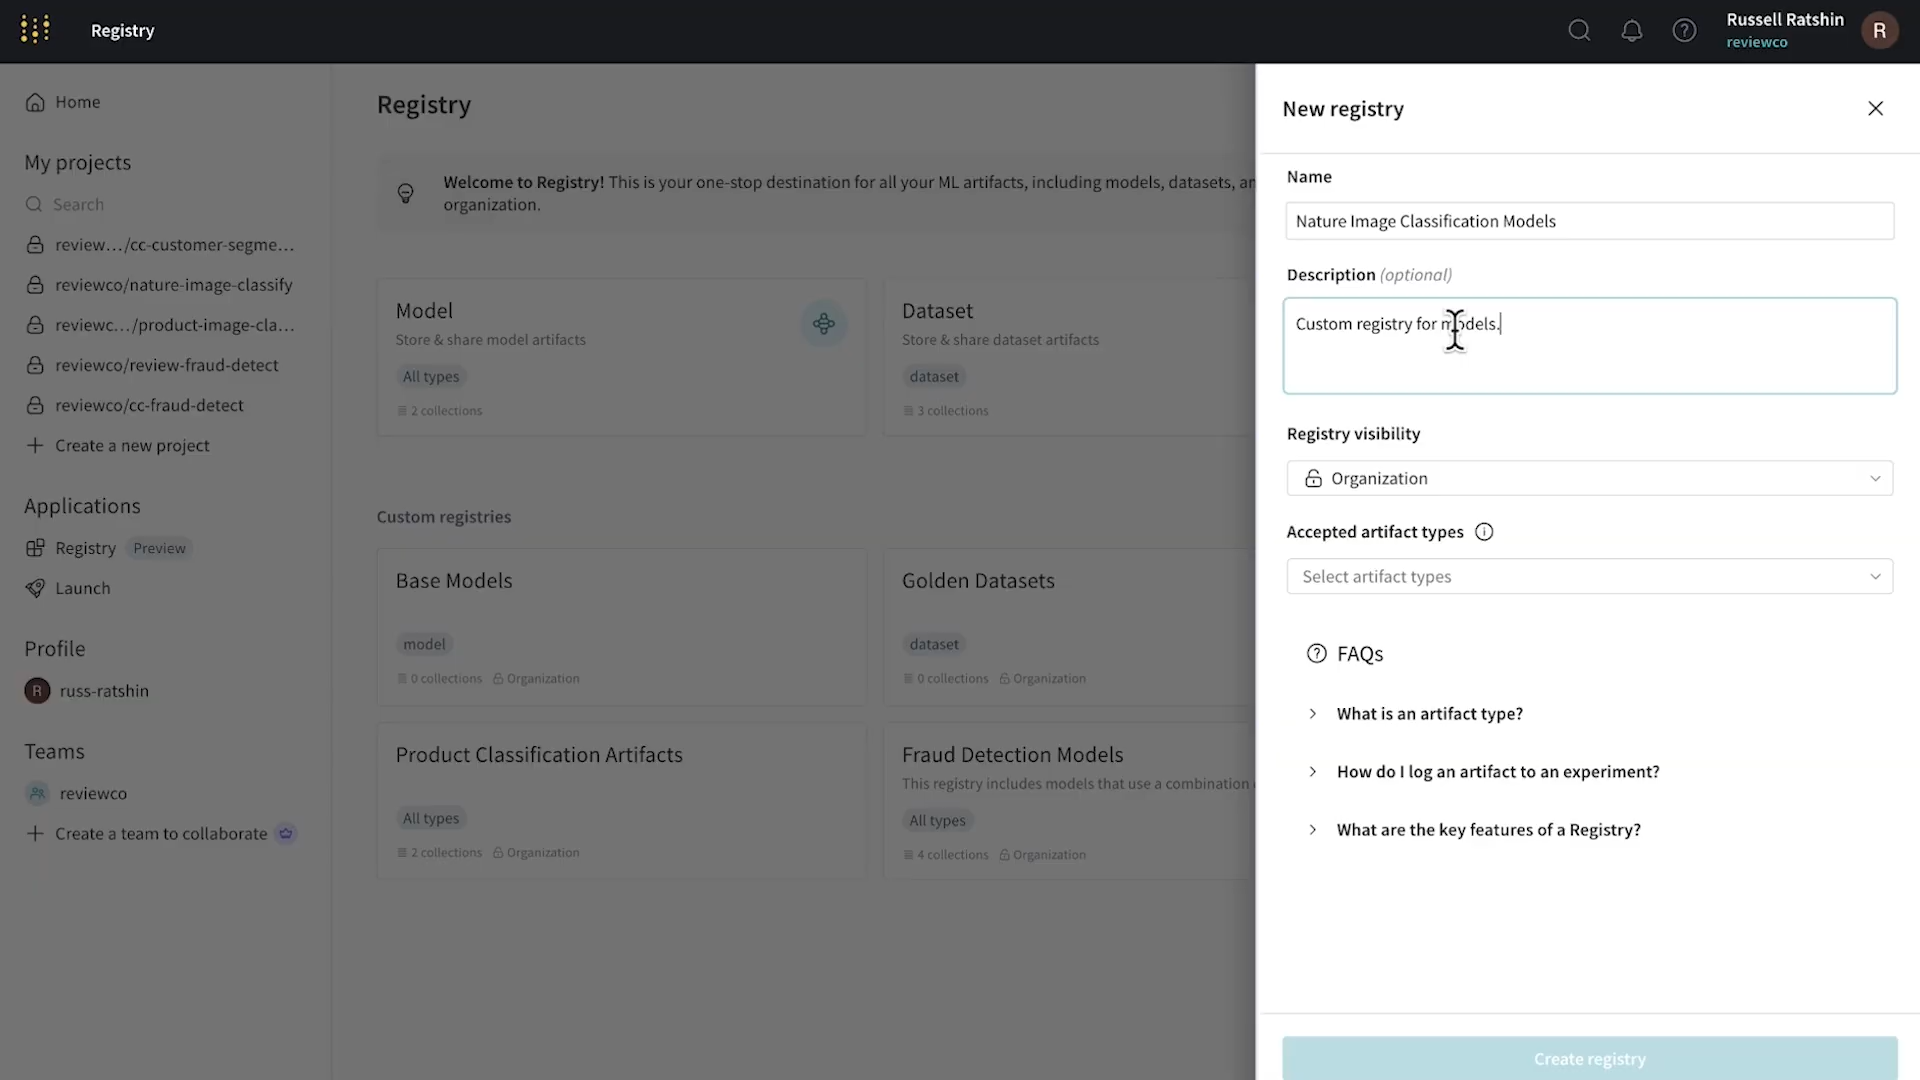 Registry
Russell Ratshin
reviewco
R
Home
My projects
Search
review.../cc-customer-segme...
reviewco/nature-image-classify
reviewc.../product-image-cla...
reviewco/review-fraud-detect
reviewco/cc-fraud-detect
Create a new project
Applications
Registry Preview
Launch
Profile
R russ-ratshin
Teams
reviewco
Create a team to collaborate
Registry
Welcome to Registry! This is your one-stop destination for all your ML artifacts, including models, datasets, an
organization.
Model
Store & share model artifacts
All types
2 collections
Dataset
Store & share dataset artifacts
dataset
3 collections
Custom registries
Base Models
model
0 collections Organization
Golden Datasets
dataset
0 collections Organization
Product Classification Artifacts
All types
2 collections Organization
Fraud Detection Models
This registry includes models that use a combination
All types
4 collections Organization
New registry
Name
Nature Image Classification Models
Description (optional)
Custom registry for models.
Registry visibility
Organization
Accepted artifact types
Select artifact types
FAQs
What is an artifact type?
How do I log an artifact to an experiment?
What are the key features of a Registry?
Create registry